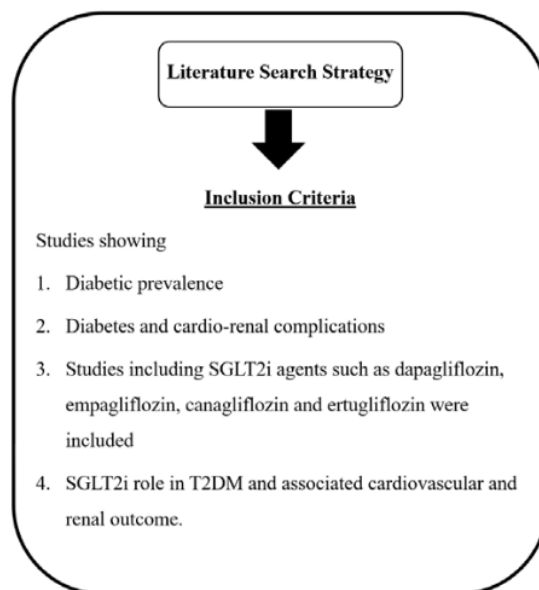 Literature Search Strategy
Inclusion Criteria
Studies showing
1. Diabetic prevalence
2. Diabetes and cardio-renal complications
3. Studies including SGLT2i agents such as dapagliflozin,
empagliflozin, canagliflozin and ertugliflozin were
included
4. SGLT2i role in T2DM and associated cardiovascular and
renal outcome.